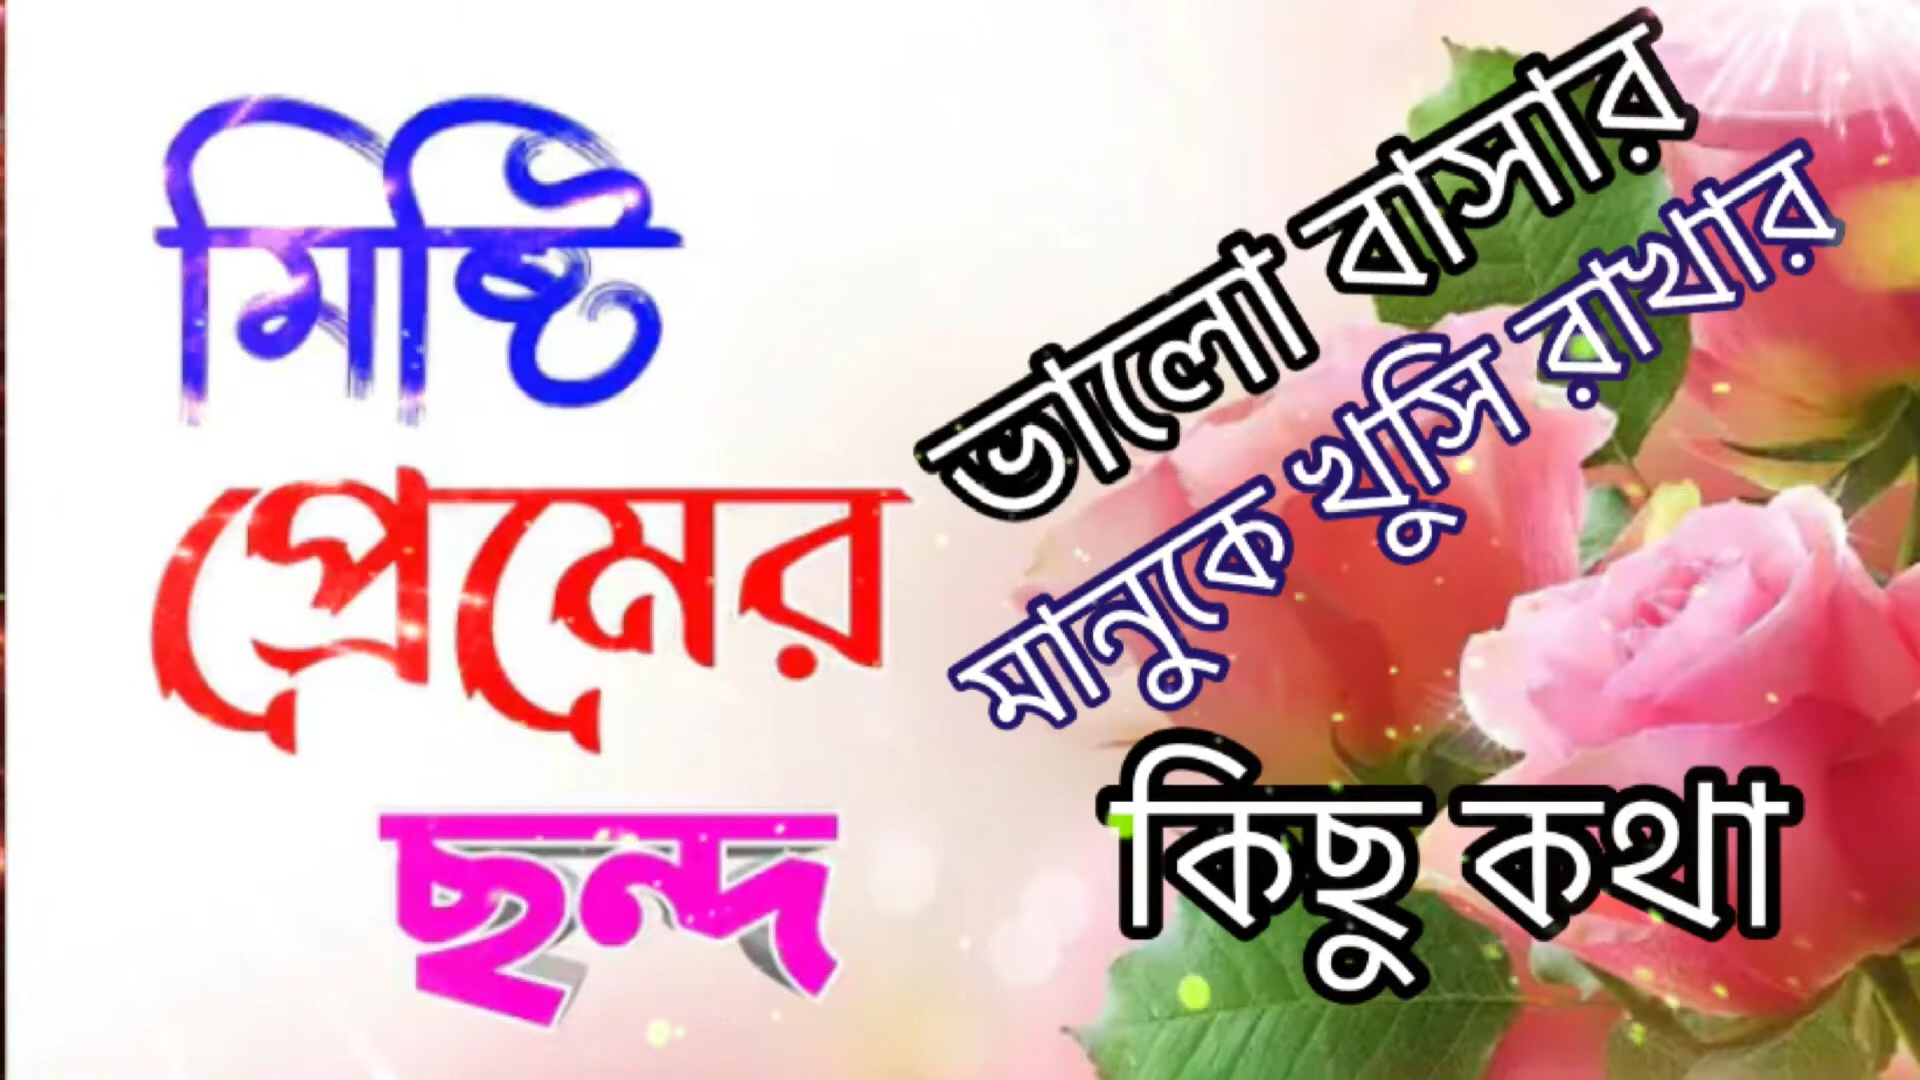 মিষ্টি
প্রেমের
ছন্দ
ভালো বাসার
মানুকে খুসি রাখার
কিছু কথা